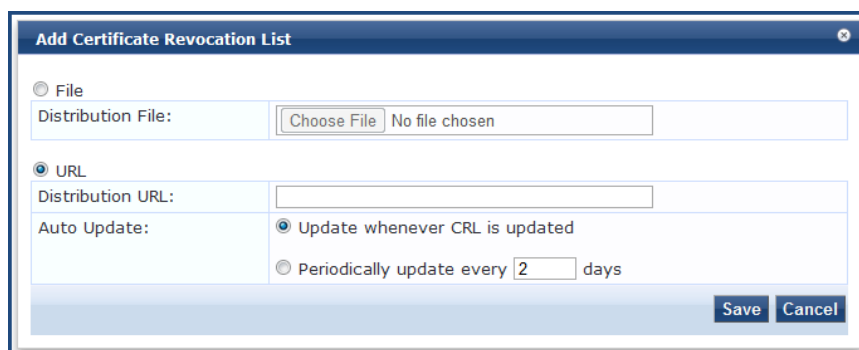 Add Certificate Revocation List
File
Distribution File:
Choose File No file chosen
URL
Distribution URL:
Auto Update:
Update whenever CRL is updated
Periodically update every 2 days
Save Cancel